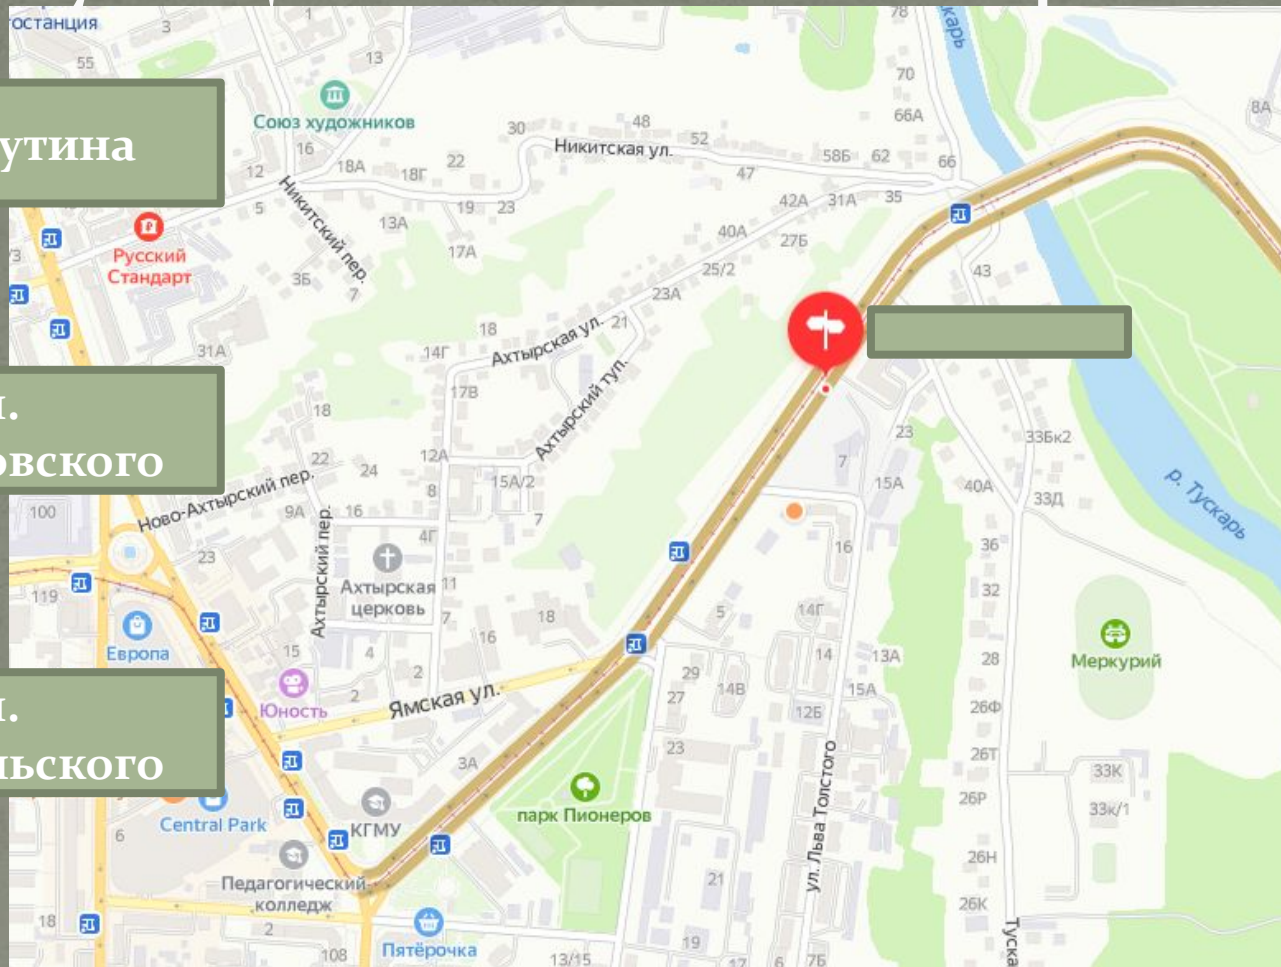 останция
3
55
13
78
Тускарь
70
66А
8А
Союз художников
утина
16
18А
12
18Г
22
30
48
Никитская ул.
52
47
58Б
62
66
5
Никитский пер.
13А
19
23
17А
42А
31А
35
40А
27Б
25/2
23А
43
/3
Русский
Стандарт
3Б
7
31А
18
Ахтырская ул.
21
14Г
17В
Ахтырский туп.
18
овского
22
24
12А
8
15А/2
7
23
33Бк2
7
15А
40А
33Д
р. Тускарь
100
Ново-Ахтырский пер.
9А
16
4Г
23
Ахтырский пер.
Ахтырская
церковь
11
7
16
36
32
119
Европа
15
4
2
16
18
5
14Г
14
13А
28
Меркурий
льского
Юность
2
Ямская ул.
29
27
14В
12Б
15А
26Ф
23
26Т
3А
26Р
33К
33к/1
6
Central Park
КГМУ
парк Пионеров
ул. Льва Толстого
26Н
Педагогический
колледж
21
26К
18
2
108
Пятёрочка
13/15
19
17
6
7Б
Туска